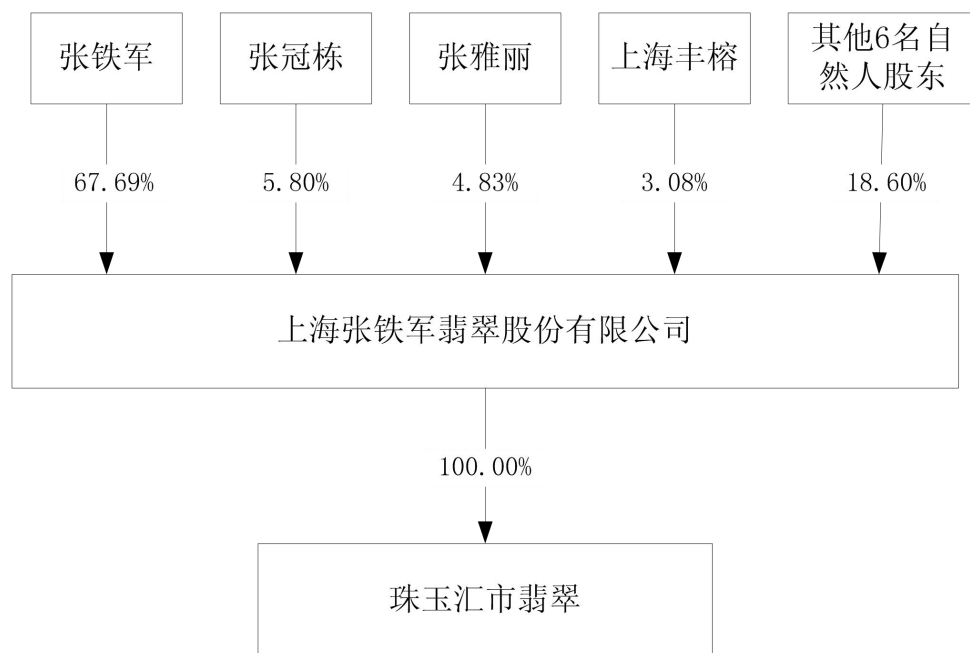 张铁军
张冠栋
张雅丽
上海丰榕
其他6名自
然人股东
67.69%
5.80%
4.83%
3.08%
18.60%
上海张铁军翡翠股份有限公司
100.00%
珠玉汇市翡翠